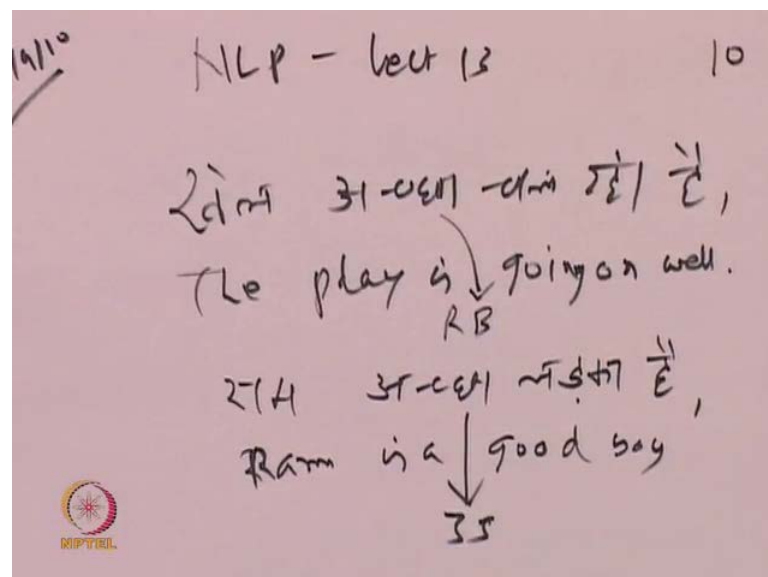 NLP - Lect 13 10
खेल अच्छा चल रहा है,
The play is going on well.
RB
राम अच्छा लड़का है,
Ram is a good boy
JJ
NPTEL